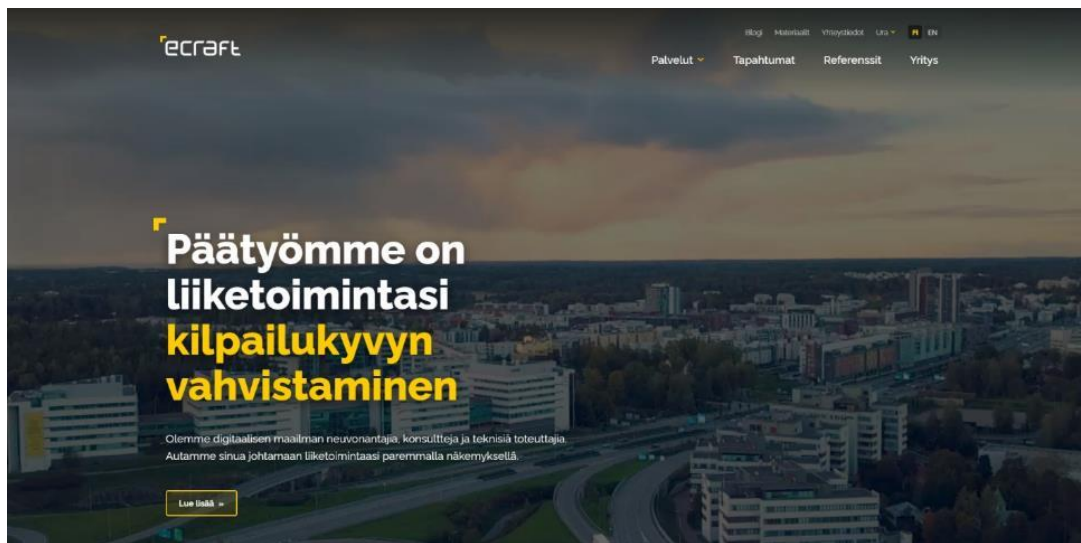 ecraft
Blogi Materiaalit Yhteystiedot Ura FI EN
Palvelut Tapahtumat Referenssit Yritys
Päätyömme on
liiketoimintasi
kilpailukyvyn
vahvistaminen
Olemme digitaalisen maailman neuvonantajia, konsultteja ja teknisiä toteuttajia.
Autamme sinua johtamaan liiketoimintaasi paremmalla näkemyksellä.
Lue lisää »